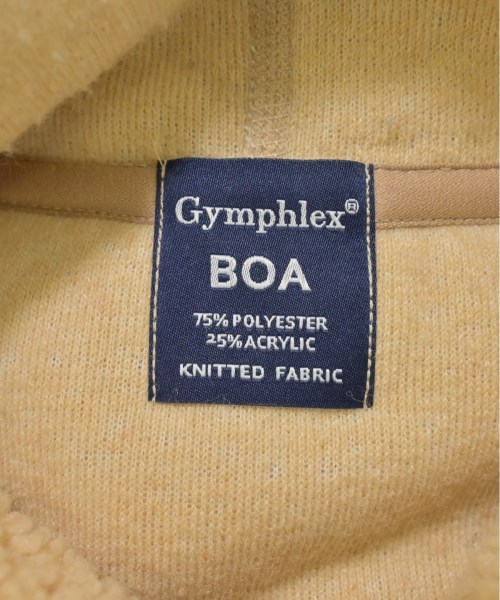 Gymphlex®
BOA
75% POLYESTER
25% ACRYLIC
KNITTED FABRIC